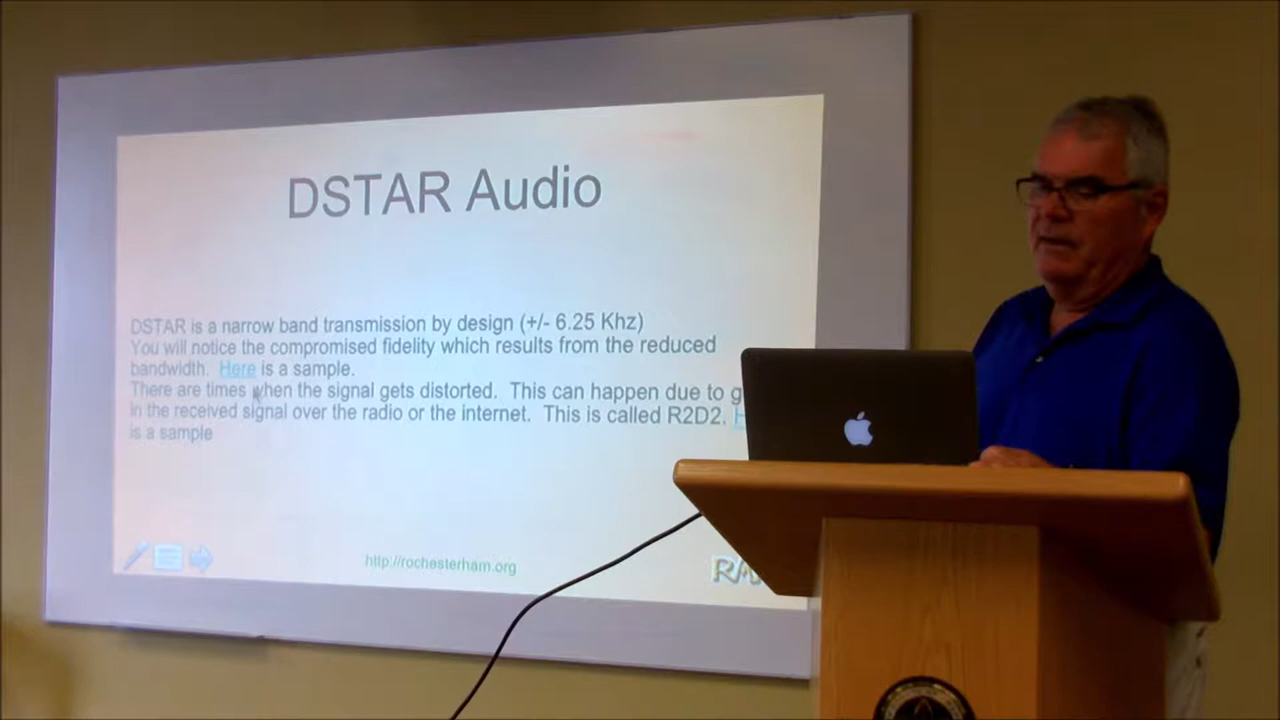 DSTAR Audio
DSTAR is a narrow band transmission by design (+/- 6.25 Khz)
You will notice the compromised fidelity which results from the reduced
bandwidth. Here is a sample.
There are times when the signal gets distorted. This can happen due to
in the received signal over the radio or the internet. This is called R2D2.
is a sample
http://rochesterham.org